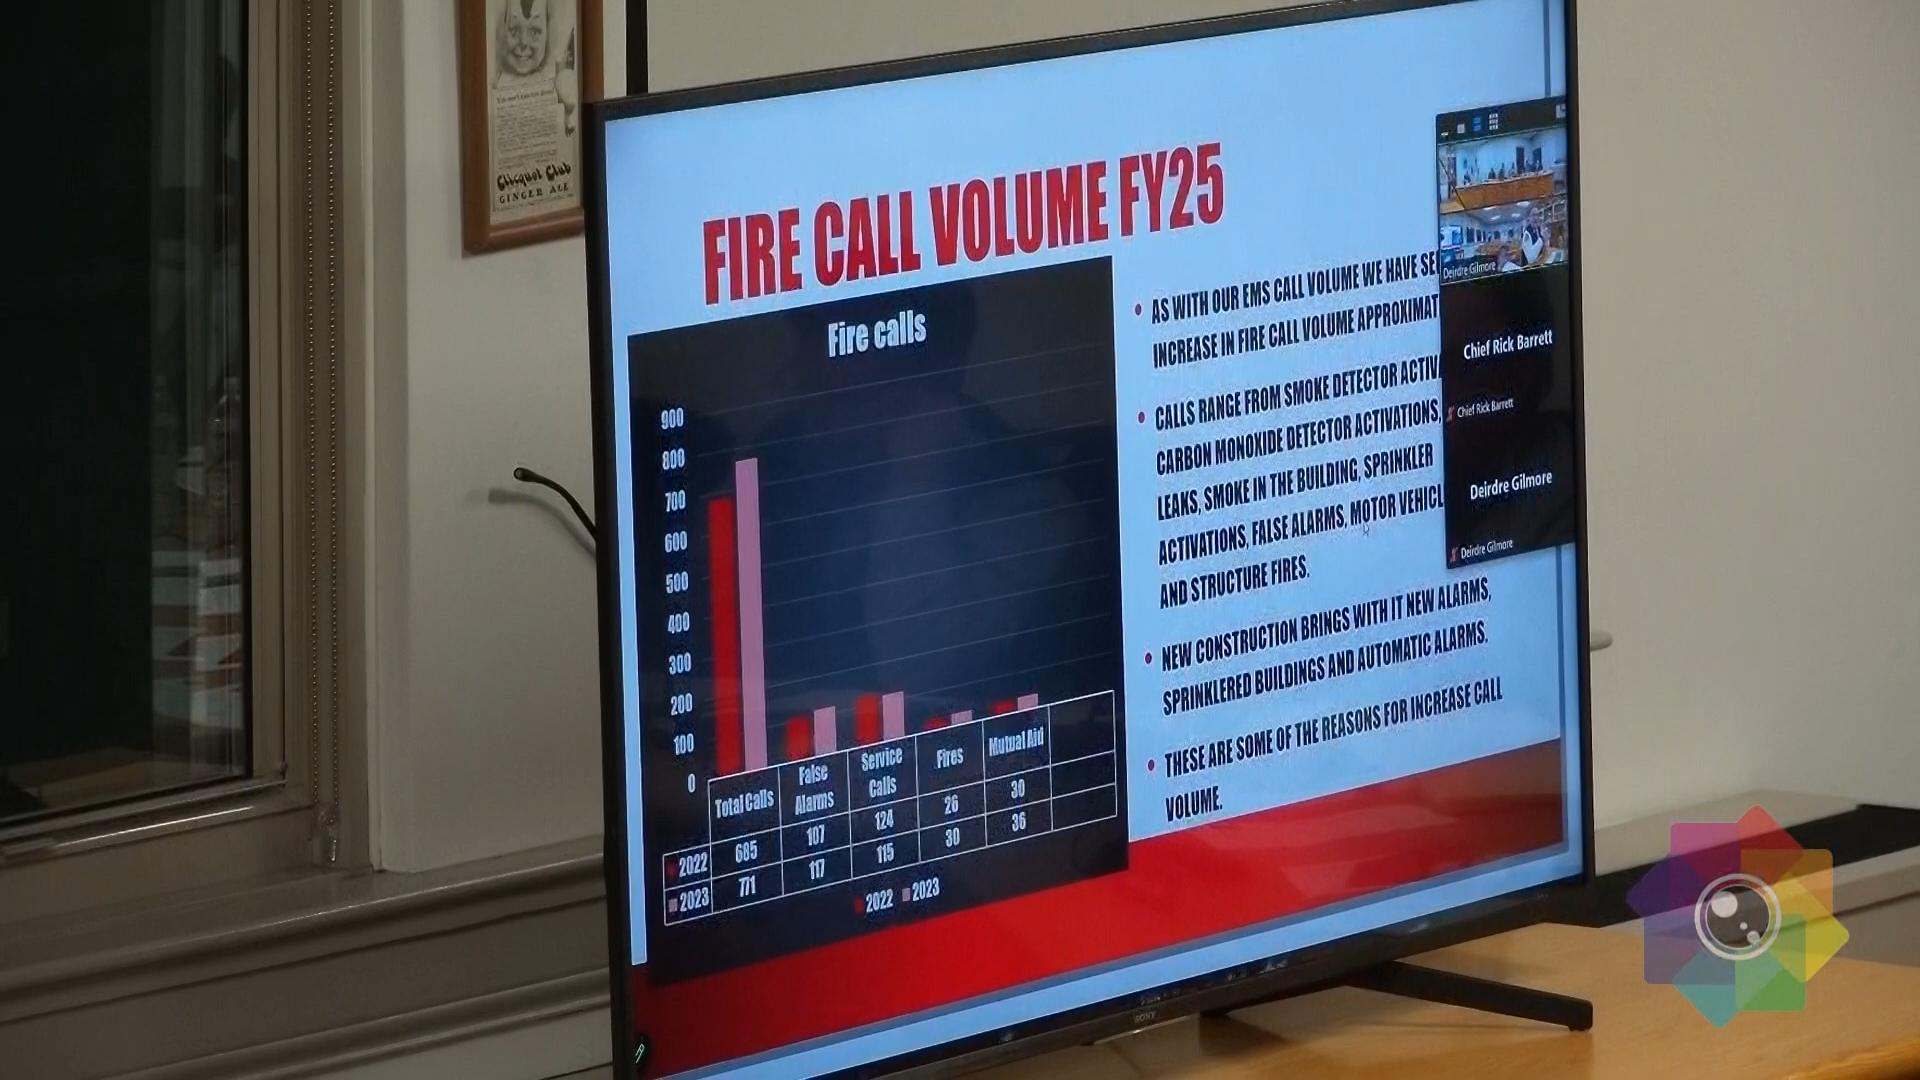 Clicquot Club
GINGER ALE
FIRE CALL VOLUME FY25
Fire calls
900
800
700
600
500
400
300
200
100
0
Total Calls False Alarms Service Calls Fires Mutual Aid
2022 685 107 124 26 30
2023 771 117 115 30 36
2022 2023
• AS WITH OUR EMS CALL VOLUME WE HAVE SE
INCREASE IN FIRE CALL VOLUME APPROXIMAT
• CALLS RANGE FROM SMOKE DETECTOR ACTIV
CARBON MONOXIDE DETECTOR ACTIVATIONS,
LEAKS, SMOKE IN THE BUILDING, SPRINKLER
ACTIVATIONS, FALSE ALARMS, MOTOR VEHICL
AND STRUCTURE FIRES.
• NEW CONSTRUCTION BRINGS WITH IT NEW ALARMS,
SPRINKLERED BUILDINGS AND AUTOMATIC ALARMS.
• THESE ARE SOME OF THE REASONS FOR INCREASE CALL
VOLUME.
Deirdre Gilmore
Chief Rick Barrett
Chief Rick Barrett
Deirdre Gilmore
Deirdre Gilmore
SONY